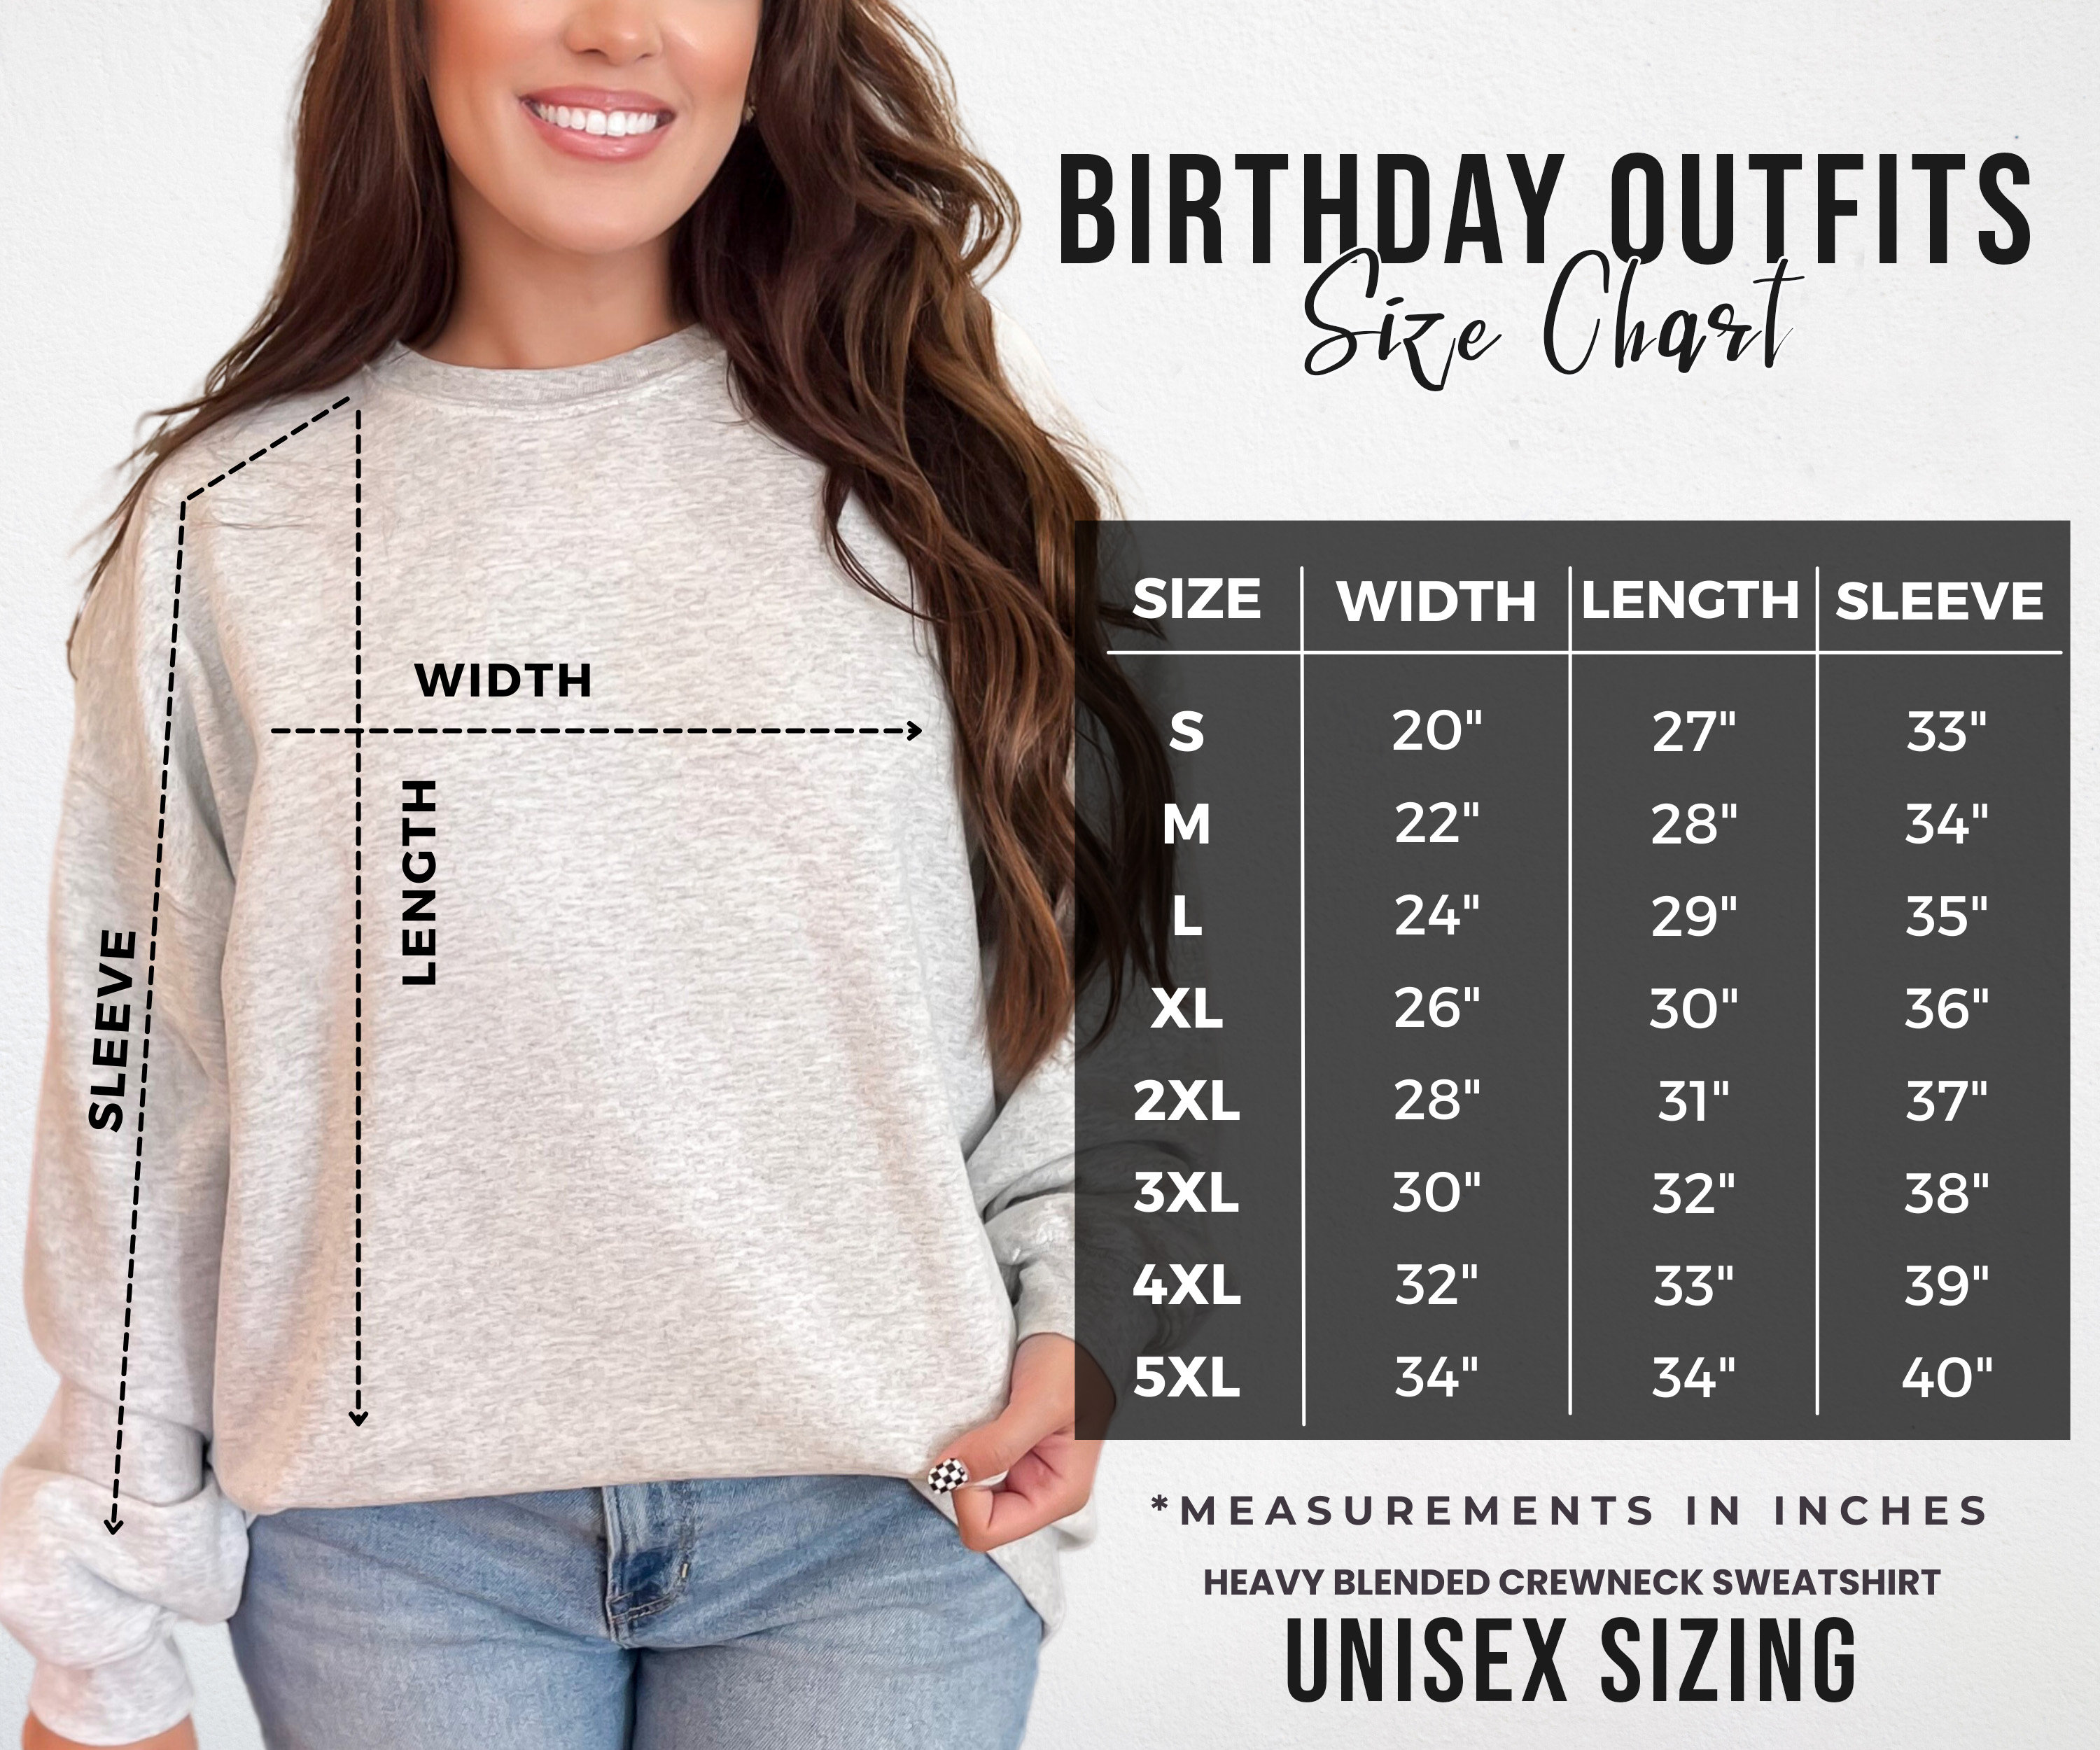 BIRTHDAY OUTFITS
Size Chart
SIZE WIDTH LENGTH SLEEVE
S 20" 27" 33"
M 22" 28" 34"
L 24" 29" 35"
XL 26" 30" 36"
2XL 28" 31" 37"
3XL 30" 32" 38"
4XL 32" 33" 39"
5XL 34" 34" 40"
*MEASUREMENTS IN INCHES
HEAVY BLENDED CREWNECK SWEATSHIRT
UNISEX SIZING
WIDTH
LENGTH
SLEEVE